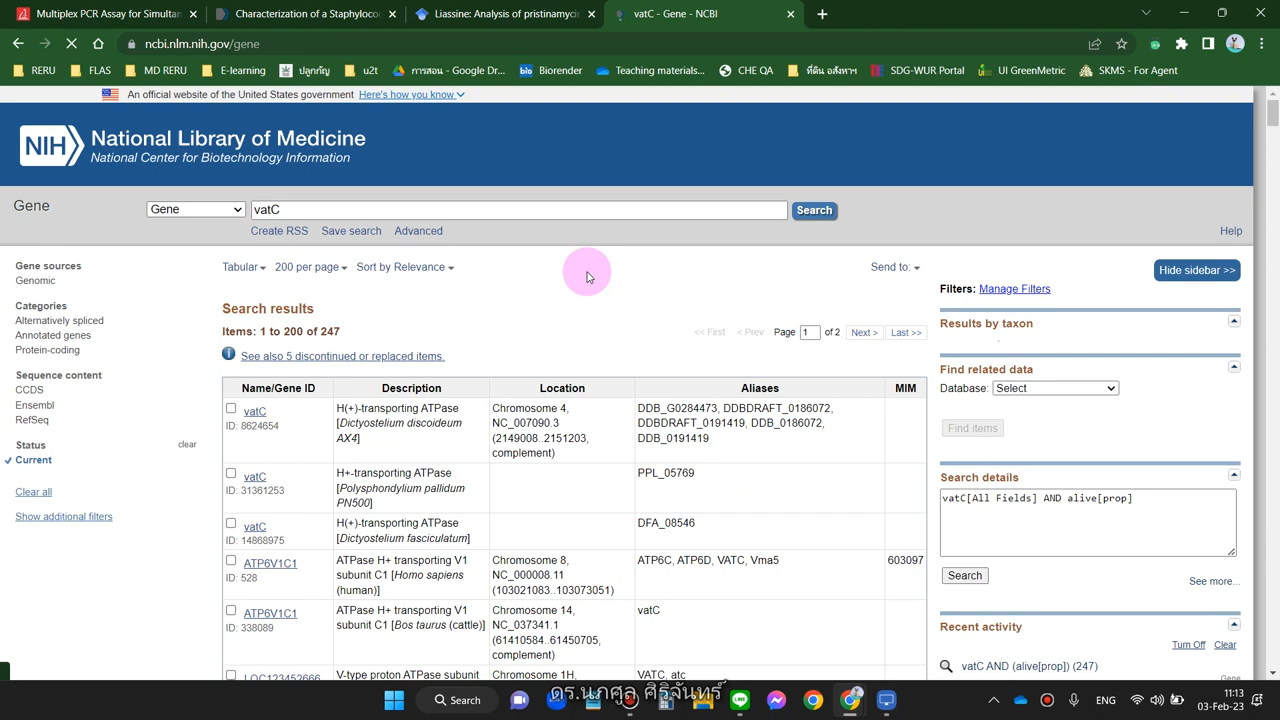 Multiplex PCR Assay for Simultan
Characterization of a Staphyloco
Liassine: Analysis of pristinamycin
vatC - Gene - NCBI
ncbi.nlm.nih.gov/gene
RERU
FLAS
MD RERU
E-learning
ปลูกกัญ
u2t
การสอน - Google Dr...
Biorender
Teaching materials...
CHE QA
ที่ดิน อสังหาฯ
SDG-WUR Portal
UI GreenMetric
SKMS - For Agent
An official website of the United States government Here's how you know
NIH National Library of Medicine
National Center for Biotechnology Information
Gene
Gene
vatC
Search
Create RSS
Save search
Advanced
Help
Gene sources
Genomic
Categories
Alternatively spliced
Annotated genes
Protein-coding
Sequence content
CCDS
Ensembl
RefSeq
Status clear
Current
Clear all
Show additional filters
Tabular
200 per page
Sort by Relevance
Send to:
Search results
Items: 1 to 200 of 247
<< First < Prev Page 1 of 2 Next > Last >>
See also 5 discontinued or replaced items.
Name/Gene ID Description Location Aliases MIM
vatC
ID: 8624654
H(+)-transporting ATPase
[Dictyostelium discoideum
AX4]
Chromosome 4,
NC_007090.3
(2149008..2151203,
complement)
DDB_G0284473, DDBDRAFT_0186072,
DDBDRAFT_0191419, DDB_0186072,
DDB_0191419
vatC
ID: 31361253
H+-transporting ATPase
[Polysphondylium pallidum
PN500]
PPL_05769
vatC
ID: 14868975
H(+)-transporting ATPase
[Dictyostelium fasciculatum]
DFA_08546
ATP6V1C1
ID: 528
ATPase H+ transporting V1
subunit C1 [Homo sapiens
(human)]
Chromosome 8,
NC_000008.11
(103021083..103073051)
ATP6C, ATP6D, VATC, Vma5
603097
ATP6V1C1
ID: 338089
ATPase H+ transporting V1
subunit C1 [Bos taurus (cattle)]
Chromosome 14,
NC_037341.1
(61410584..61450705,
complement)
vatC
LOC123452666
V-type proton ATPase subunit
Chromosome 1H,
VATC, atc
Hide sidebar >>
Filters: Manage Filters
Results by taxon
Find related data
Database: Select
Find items
Search details
vatC[All Fields] AND alive[prop]
Search
See more...
Recent activity
Turn Off Clear
vatC AND (alive[prop]) (247)
Gene
ดร.นภศูล ศิริจันทร์
Search
ENG
11:13
03-Feb-23